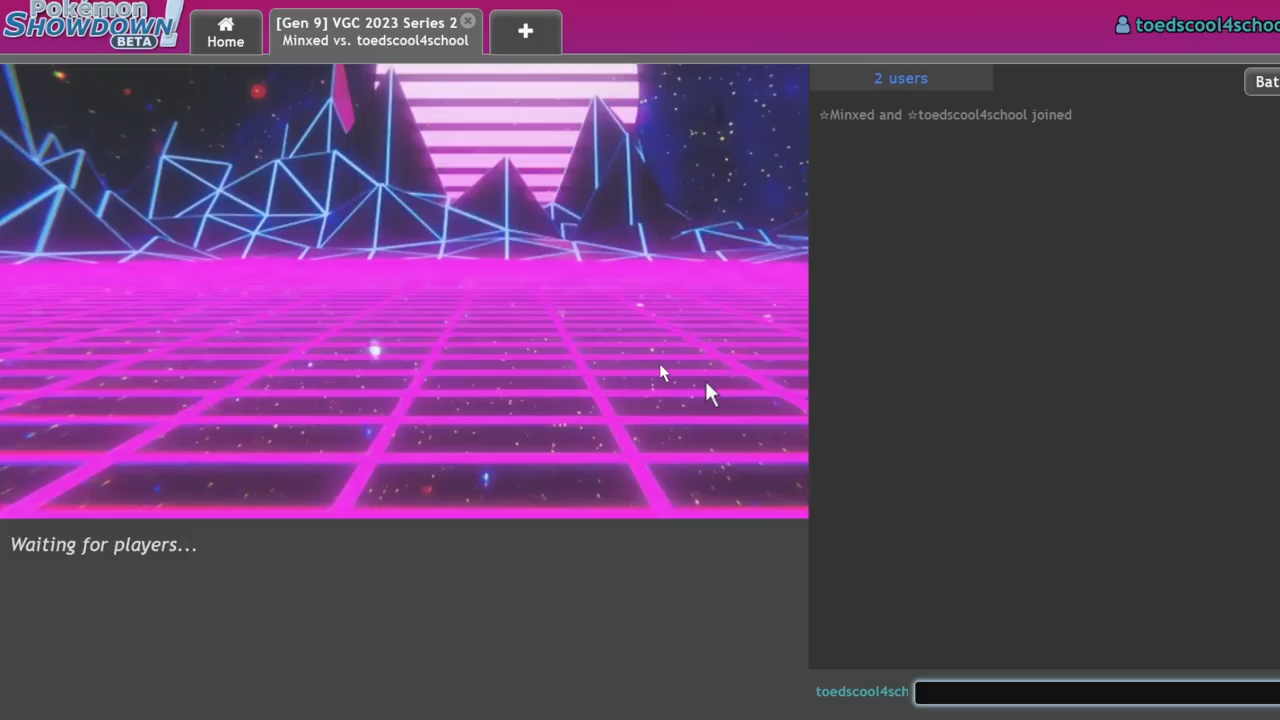 Pokémon
SHOWDOWN!
BETA
Home
[Gen 9] VGC 2023 Series 2
Minxed vs. toedscool4school
toedscool4schoo
2 users
Bat
☆Minxed and ☆toedscool4school joined
Waiting for players...
toedscool4sch